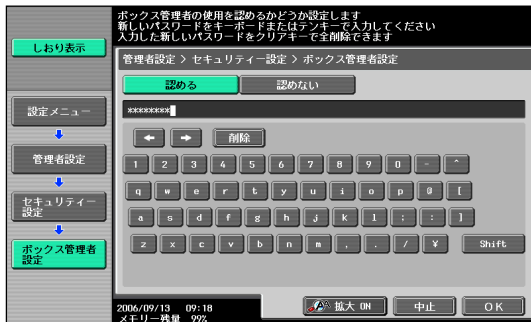 ボックス管理者の使用を認めるかどうか設定します
新しいパスワードをキーボードまたはテンキーで入力してください
入力した新しいパスワードをクリアキーで全削除できます
しおり表示
管理者設定 > セキュリティー設定 > ボックス管理者設定
認める 認めない
設定メニュー
********
← → 削除
管理者設定
1 2 3 4 5 6 7 8 9 0 - ^
q w e r t y u i o p @ [
セキュリティー
設定
a s d f g h j k l ; : ]
z x c v b n m , . / ¥ Shift
ボックス管理者
設定
2006/09/13 09:18
メモリー残量 99%
拡大 ON 中止 OK